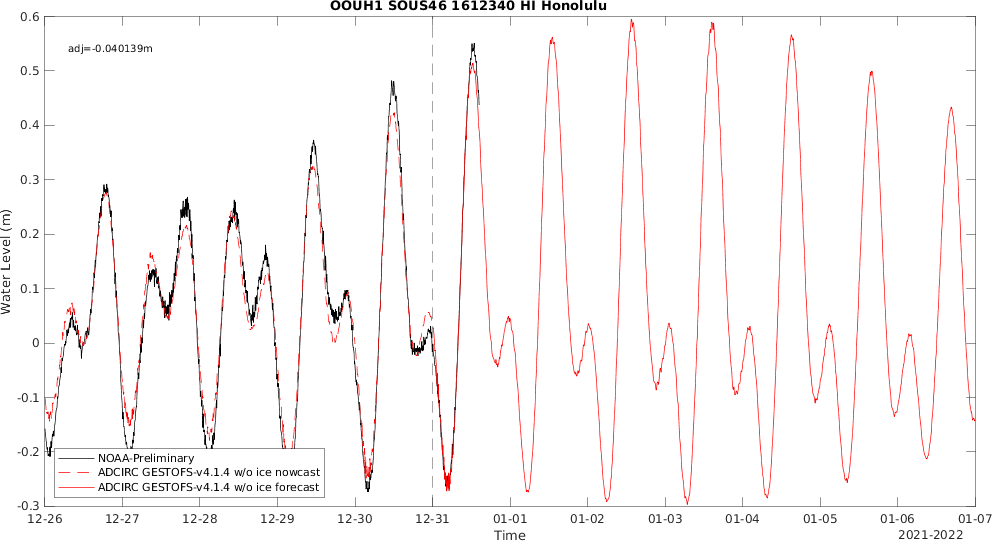 OOUH1 SOUS46 1612340 HI Honolulu
adj=-0.040139m
0.6
0.5
0.4
0.3
0.2
0.1
0
-0.1
-0.2
-0.3
Water Level (m)
NOAA-Preliminary
ADCIRC GESTOFS-v4.1.4 w/o ice nowcast
ADCIRC GESTOFS-v4.1.4 w/o ice forecast
12-26 12-27 12-28 12-29 12-30 12-31 01-01 01-02 01-03 01-04 01-05 01-06 01-07
Time
2021-2022